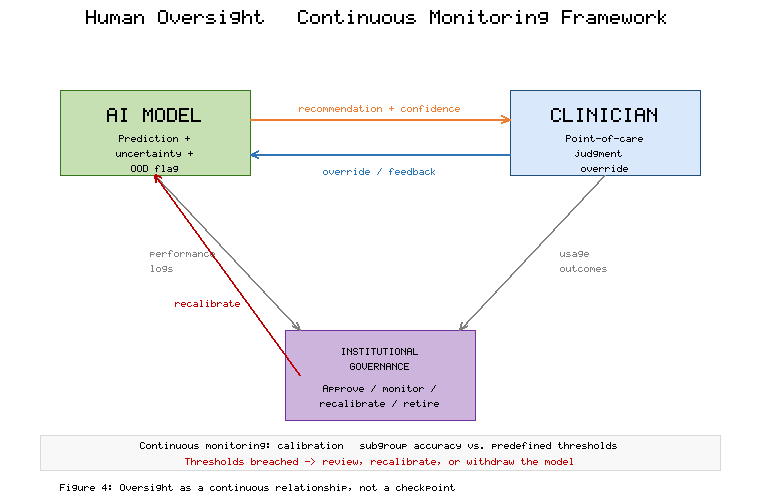 Human Oversight   Continuous Monitoring Framework
AI MODEL
Prediction +
uncertainty +
OOD flag
recommendation + confidence
override / feedback
CLINICIAN
Point-of-care
judgment
override
performance
logs
recalibrate
usage
outcomes
INSTITUTIONAL
GOVERNANCE
Approve / monitor /
recalibrate / retire
Continuous monitoring: calibration   subgroup accuracy vs. predefined thresholds
Thresholds breached -> review, recalibrate, or withdraw the model
Figure 4: Oversight as a continuous relationship, not a checkpoint